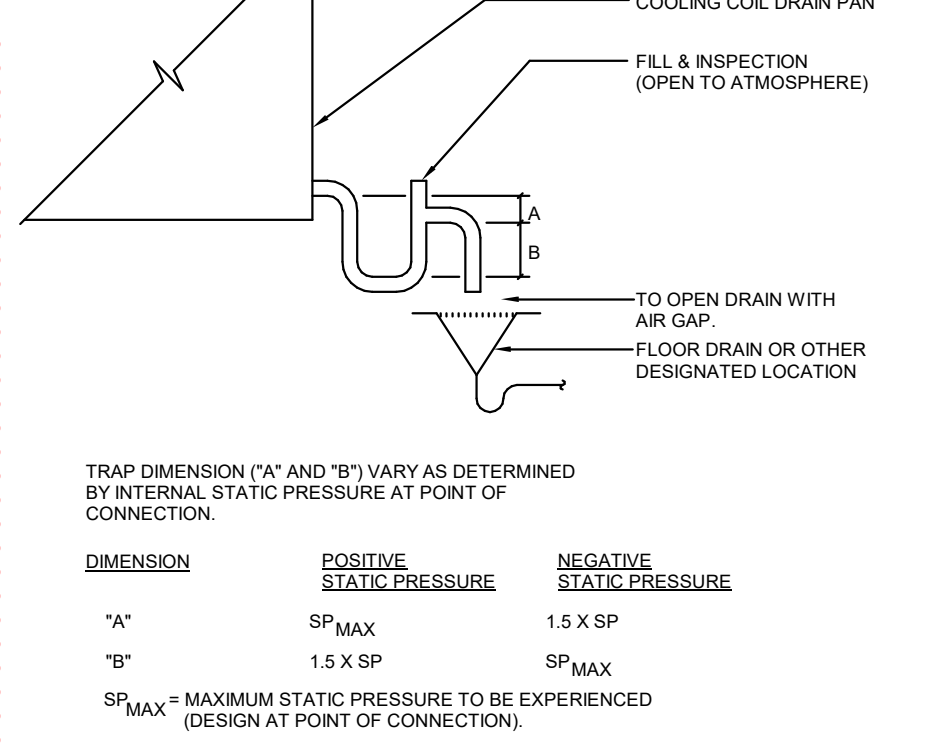 COOLING COIL DRAIN PAN
FILL & INSPECTION
(OPEN TO ATMOSPHERE)
A
B
TO OPEN DRAIN WITH
AIR GAP.
FLOOR DRAIN OR OTHER
DESIGNATED LOCATION
TRAP DIMENSION ("A" AND "B") VARY AS DETERMINED
BY INTERNAL STATIC PRESSURE AT POINT OF
CONNECTION.
DIMENSION POSITIVE STATIC PRESSURE NEGATIVE STATIC PRESSURE
"A" SPMAX 1.5 X SP
"B" 1.5 X SP SPMAX
SPMAX = MAXIMUM STATIC PRESSURE TO BE EXPERIENCED
(DESIGN AT POINT OF CONNECTION).